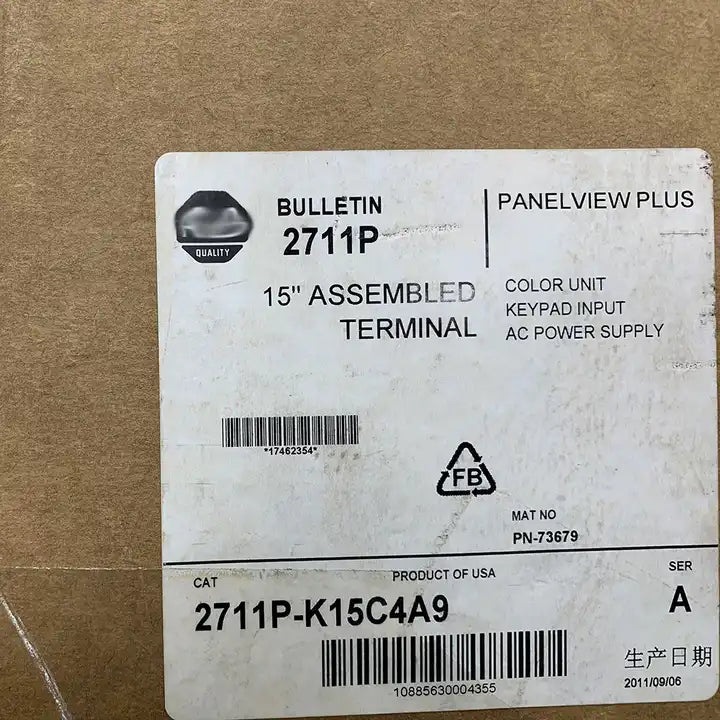 QUALITY
BULLETIN
2711P
PANELVIEW PLUS
15" ASSEMBLED
TERMINAL
COLOR UNIT
KEYPAD INPUT
AC POWER SUPPLY
*17462354*
FB
MAT NO
PN-73679
CAT
PRODUCT OF USA
SER
2711P-K15C4A9
A
10885630004355
生产日期
2011/09/06